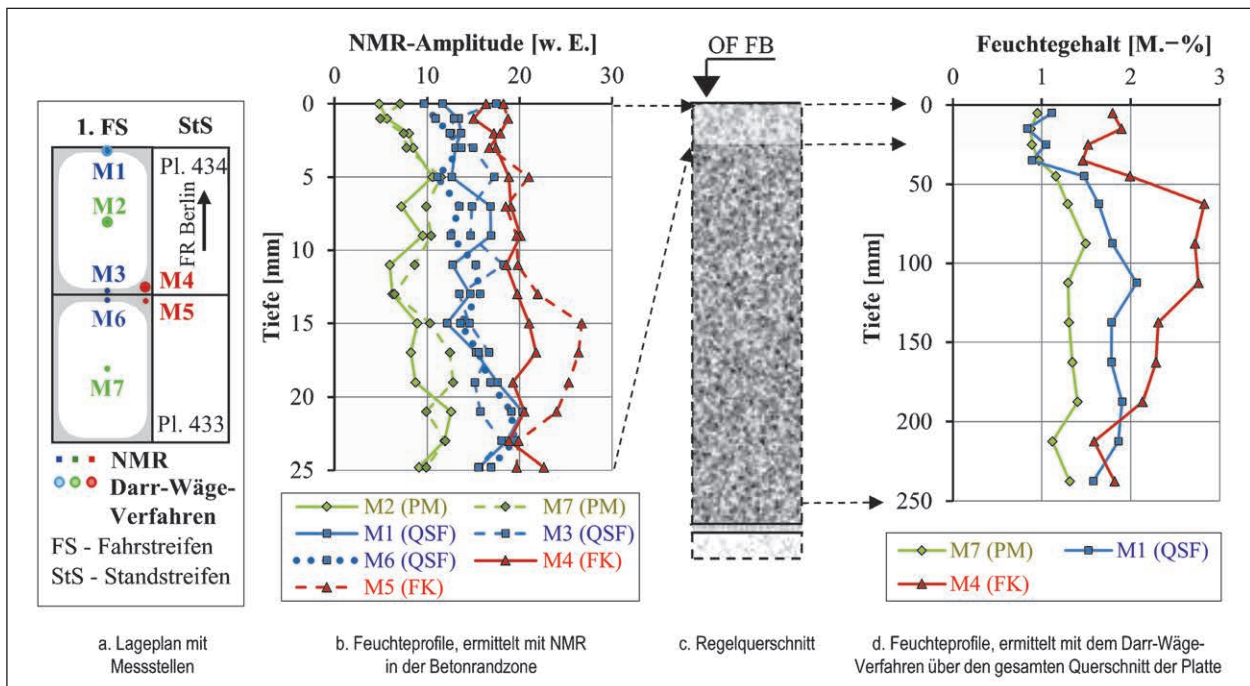 1. FS StS
M1
Pl. 434
M2
FR Berlin
M3
M4
M6
M5
M7
Pl. 433
NMR
Darr-Wäge-
Verfahren
FS - Fahrstreifen
StS - Standstreifen
a. Lageplan mit
Messstellen
NMR-Amplitude [w. E.]
0 10 20 30
Tiefe [mm]
0
5
10
15
20
25
M2 (PM) M7 (PM)
M1 (QSF) M3 (QSF)
M6 (QSF) M4 (FK)
M5 (FK)
b. Feuchteprofile, ermittelt mit NMR
in der Betonrandzone
OF FB
c. Regelquerschnitt
Feuchtegehalt [M.−%]
0 1 2 3
Tiefe [mm]
0
50
100
150
200
250
M7 (PM) M1 (QSF)
M4 (FK)
d. Feuchteprofile, ermittelt mit dem Darr-Wäge-
Verfahren über den gesamten Querschnitt der Platte